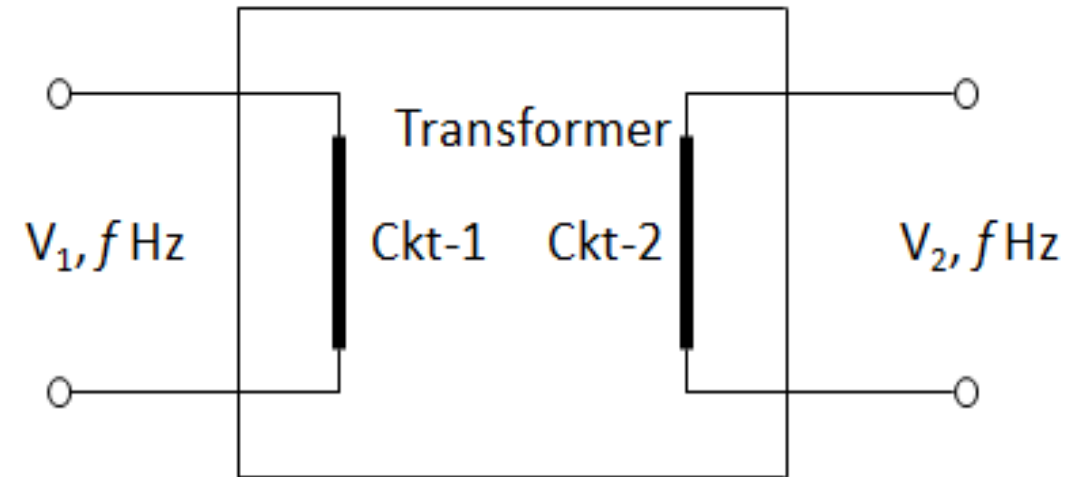 Transformer
V₁, f Hz
Ckt-1
Ckt-2
V₂, f Hz